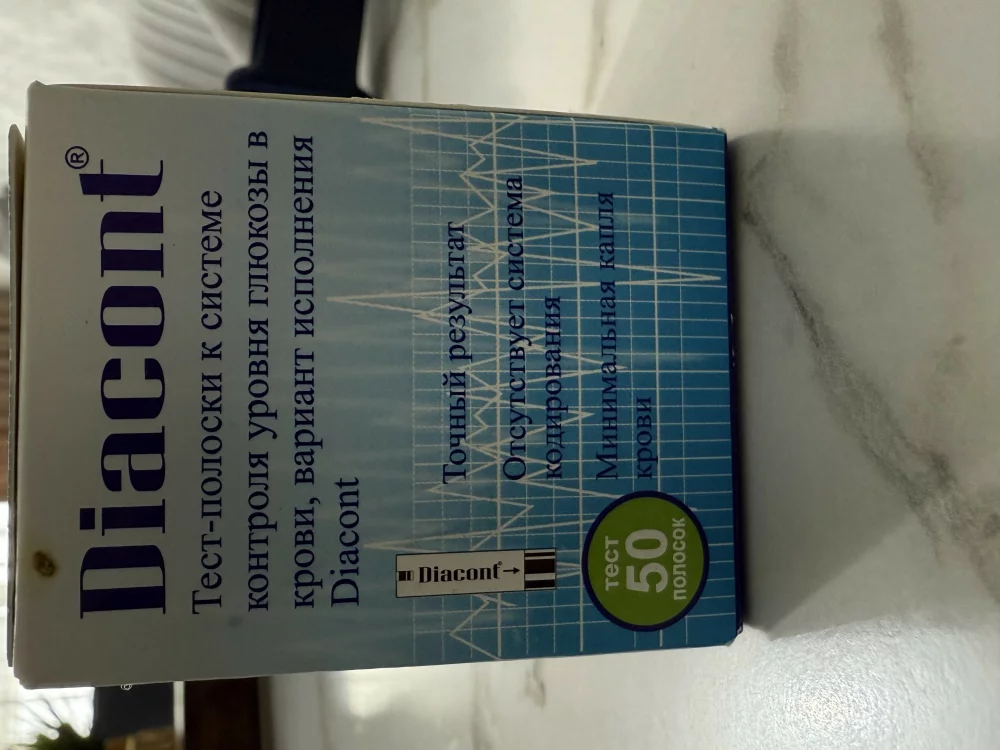 Diacont®
Тест-полоски к системе
контроля уровня глюкозы в
крови, вариант исполнения
Diacont
Точный результат
Отсутствует система
кодирования
Минимальная капля
крови
Diacont®→
тест
50
полосок